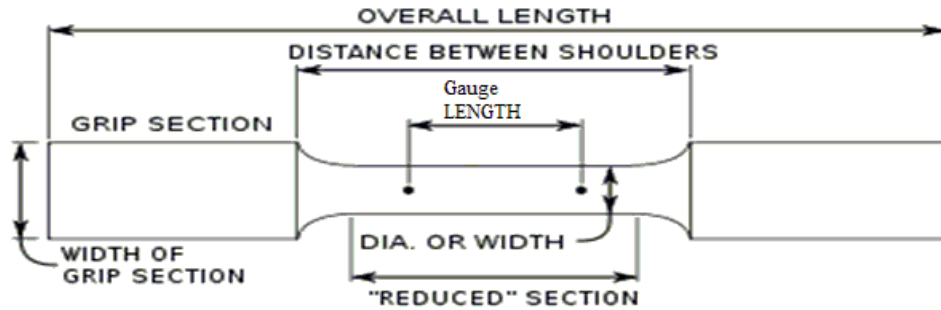 OVERALL LENGTH
DISTANCE BETWEEN SHOULDERS
Gauge
LENGTH
GRIP SECTION
DIA. OR WIDTH
WIDTH OF
GRIP SECTION
"REDUCED" SECTION